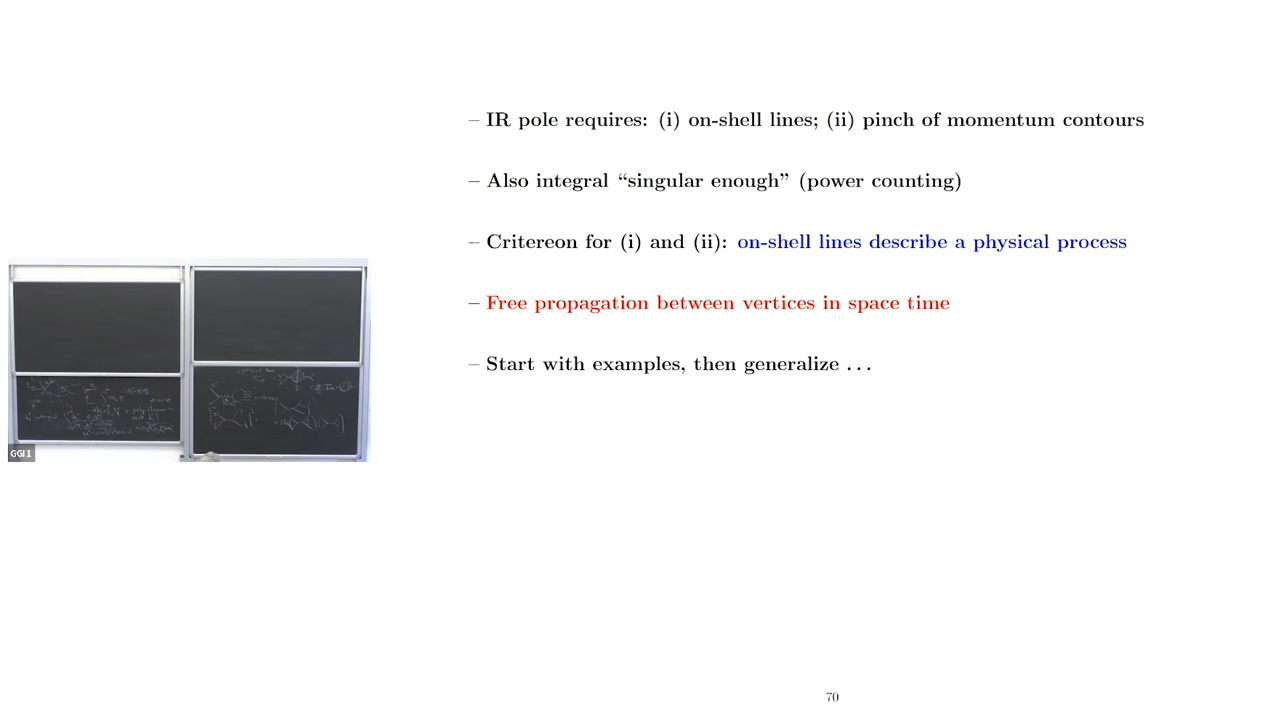 – IR pole requires: (i) on-shell lines; (ii) pinch of momentum contours
– Also integral “singular enough” (power counting)
– Critereon for (i) and (ii): on-shell lines describe a physical process
– Free propagation between vertices in space time
– Start with examples, then generalize . . .
GGI 1
70